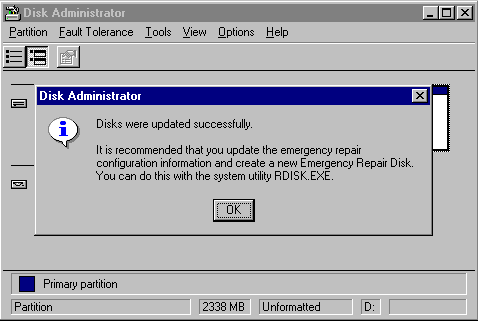 Disk Administrator
Partition Fault Tolerance Tools View Options Help
Disk Administrator
Disks were updated successfully.
It is recommended that you update the emergency repair
configuration information and create a new Emergency Repair Disk.
You can do this with the system utility RDISK.EXE.
OK
Primary partition
Partition 2338 MB Unformatted D: